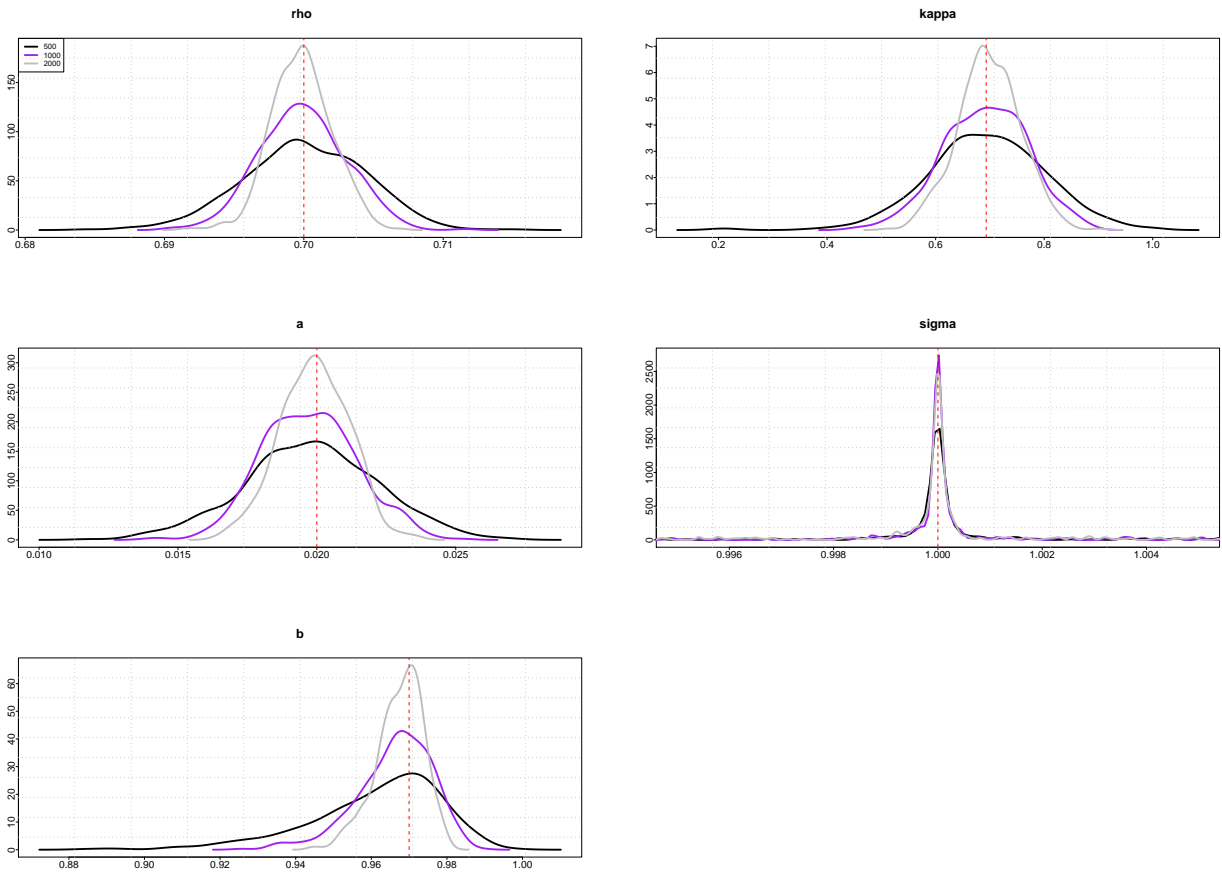 rho
500
1000
2000
0 50 100 150
0.68 0.69 0.70 0.71
kappa
0 1 2 3 4 5 6 7
0.2 0.4 0.6 0.8 1.0
a
0 50 100 150 200 250 300
0.010 0.015 0.020 0.025
sigma
0 500 1000 1500 2000 2500
0.996 0.998 1.000 1.002 1.004
b
0 10 20 30 40 50 60
0.88 0.90 0.92 0.94 0.96 0.98 1.00